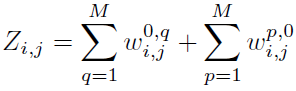 Z_{i,j} = \sum_{q=1}^{M} w_{i,j}^{0,q} + \sum_{p=1}^{M} w_{i,j}^{p,0}